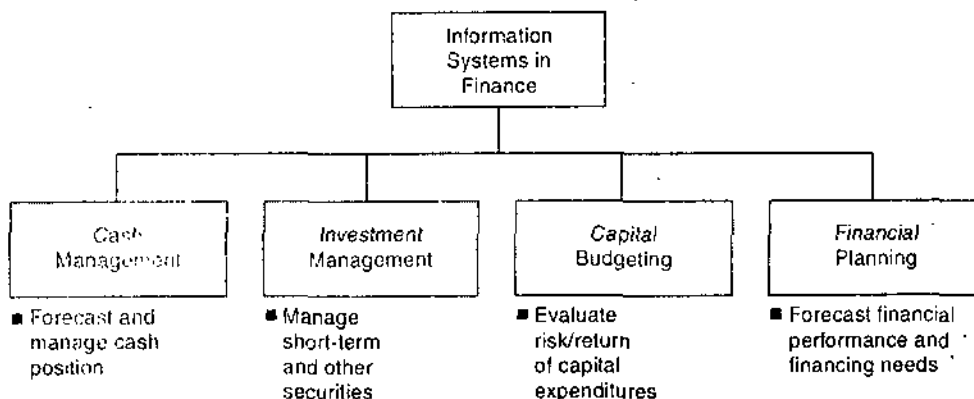 Information
Systems in
Finance
Cash
Management
Investment
Management
Capital
Budgeting
Financial
Planning
■ Forecast and
manage cash
position
■ Manage
short-term
and other
securities
■ Evaluate
risk/return
of capital
expenditures
■ Forecast financial
performance and
financing needs